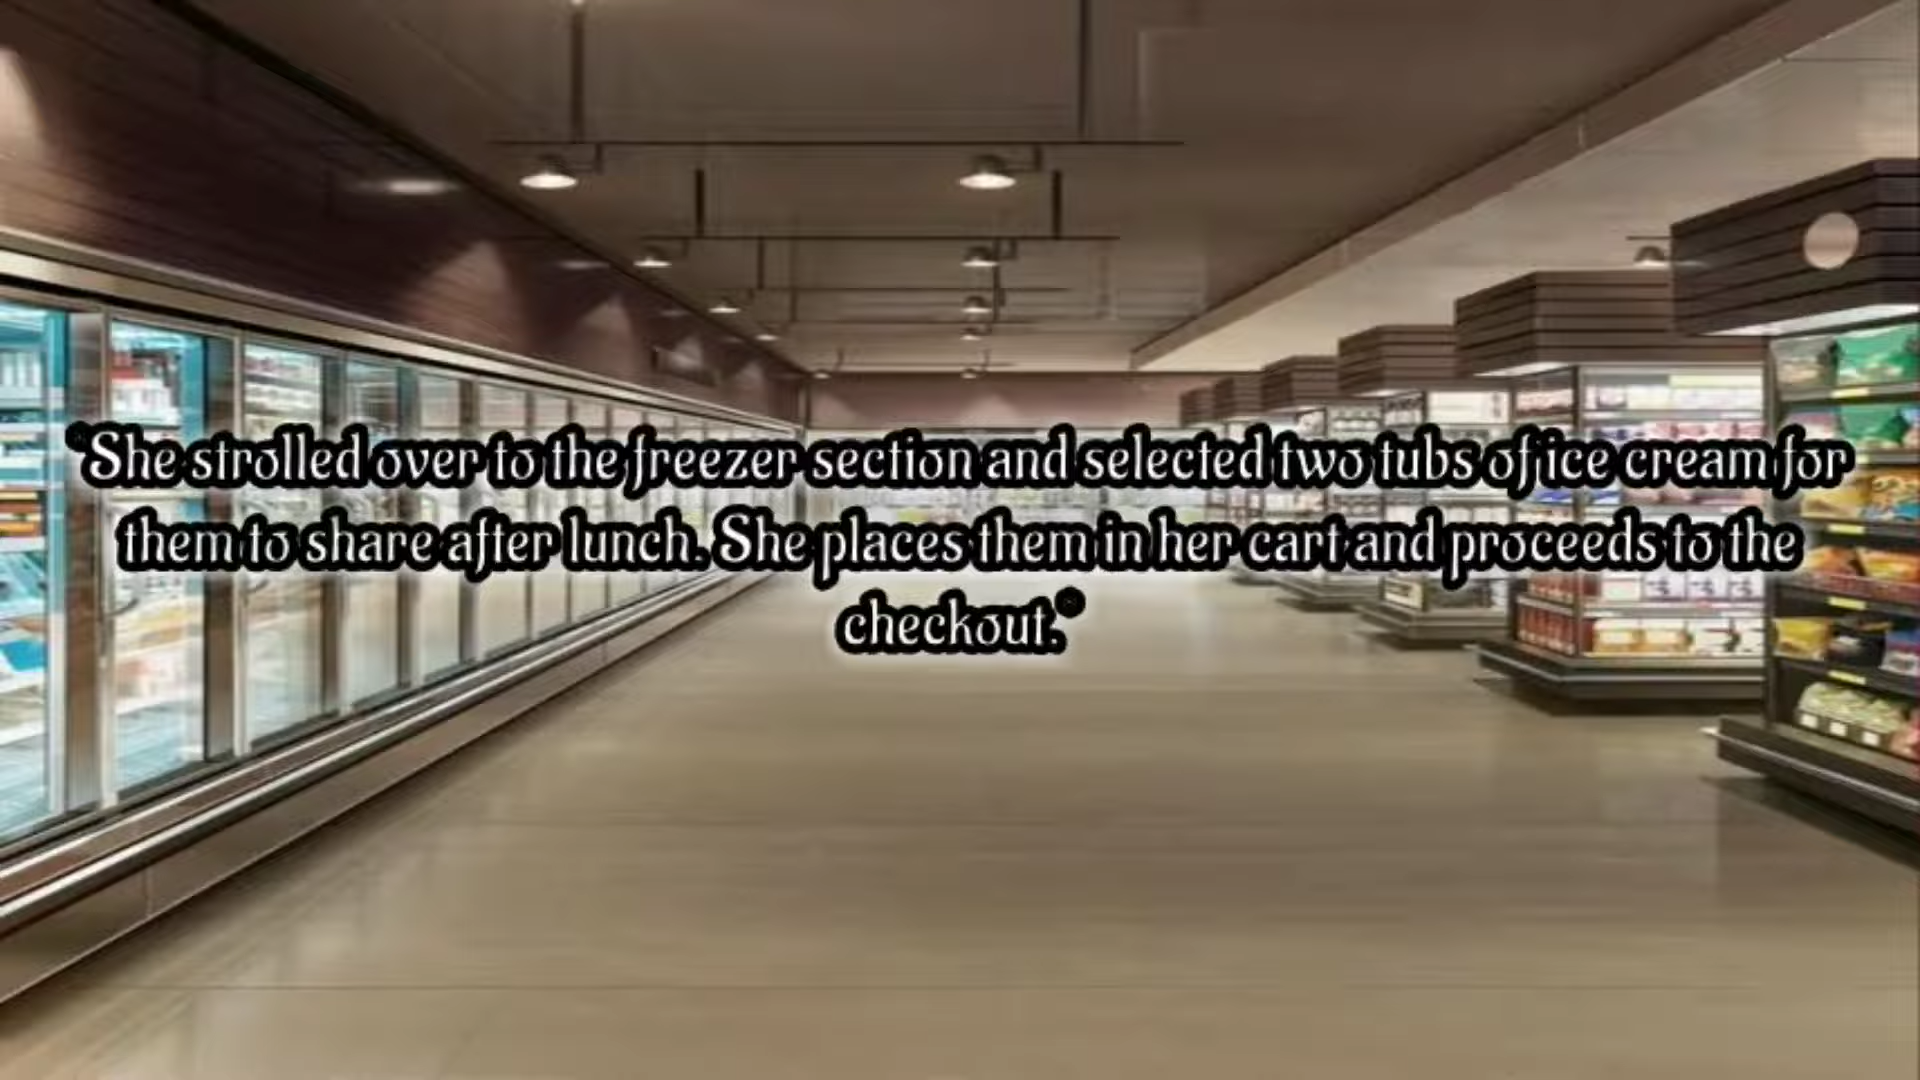 *She strolled over to the freezer section and selected two tubs of ice cream for
them to share after lunch. She places them in her cart and proceeds to the
checkout.*